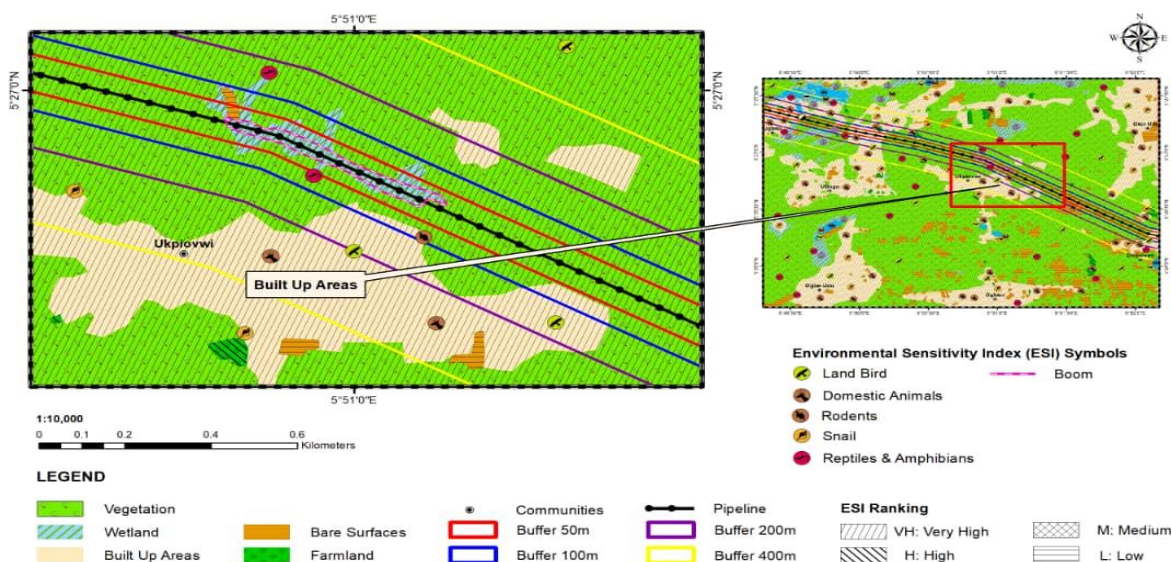 5°51'0"E
N
W E
S
5°27'0"N
5°27'0"N
Ukpiovwi
Built Up Areas
5°51'0"E
1:10,000
0 0.1 0.2 0.4 0.6
Kilometers
Environmental Sensitivity Index (ESI) Symbols
Land Bird
Boom
Domestic Animals
Rodents
Snail
Reptiles & Amphibians
LEGEND
Vegetation
Wetland
Built Up Areas
Bare Surfaces
Farmland
Communities
Buffer 50m
Buffer 100m
Pipeline
Buffer 200m
Buffer 400m
ESI Ranking
VH: Very High
H: High
M: Medium
L: Low